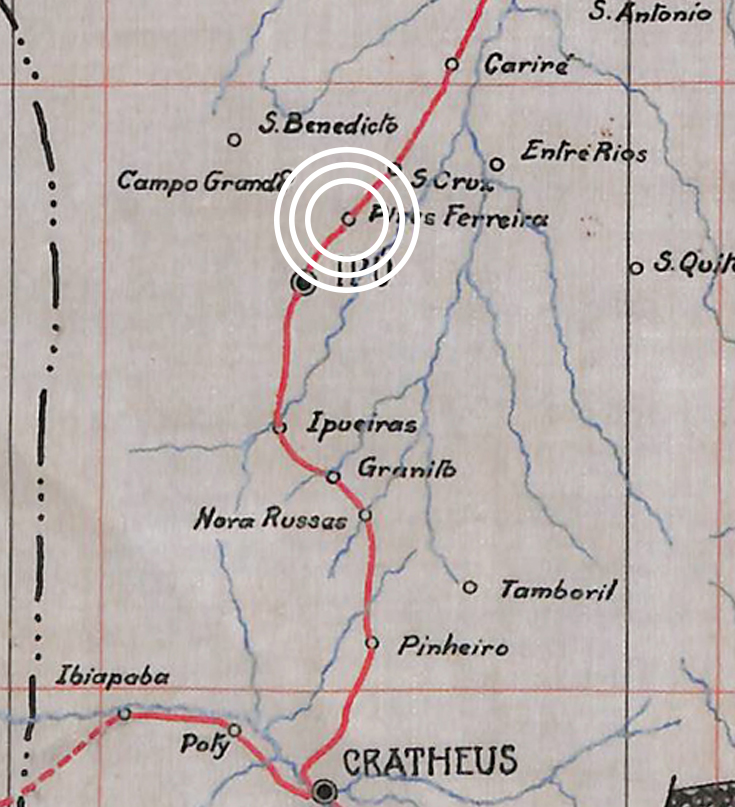 S. Antonio
Cariré
S. Benedicto
Entre Rios
Campo Grande
S. Cruz
Pires Ferreira
IPÚ
S. Quit
Ipueiras
Granito
Nova Russas
Tamboril
Pinheiro
Ibiapaba
Poty
CRATHEUS